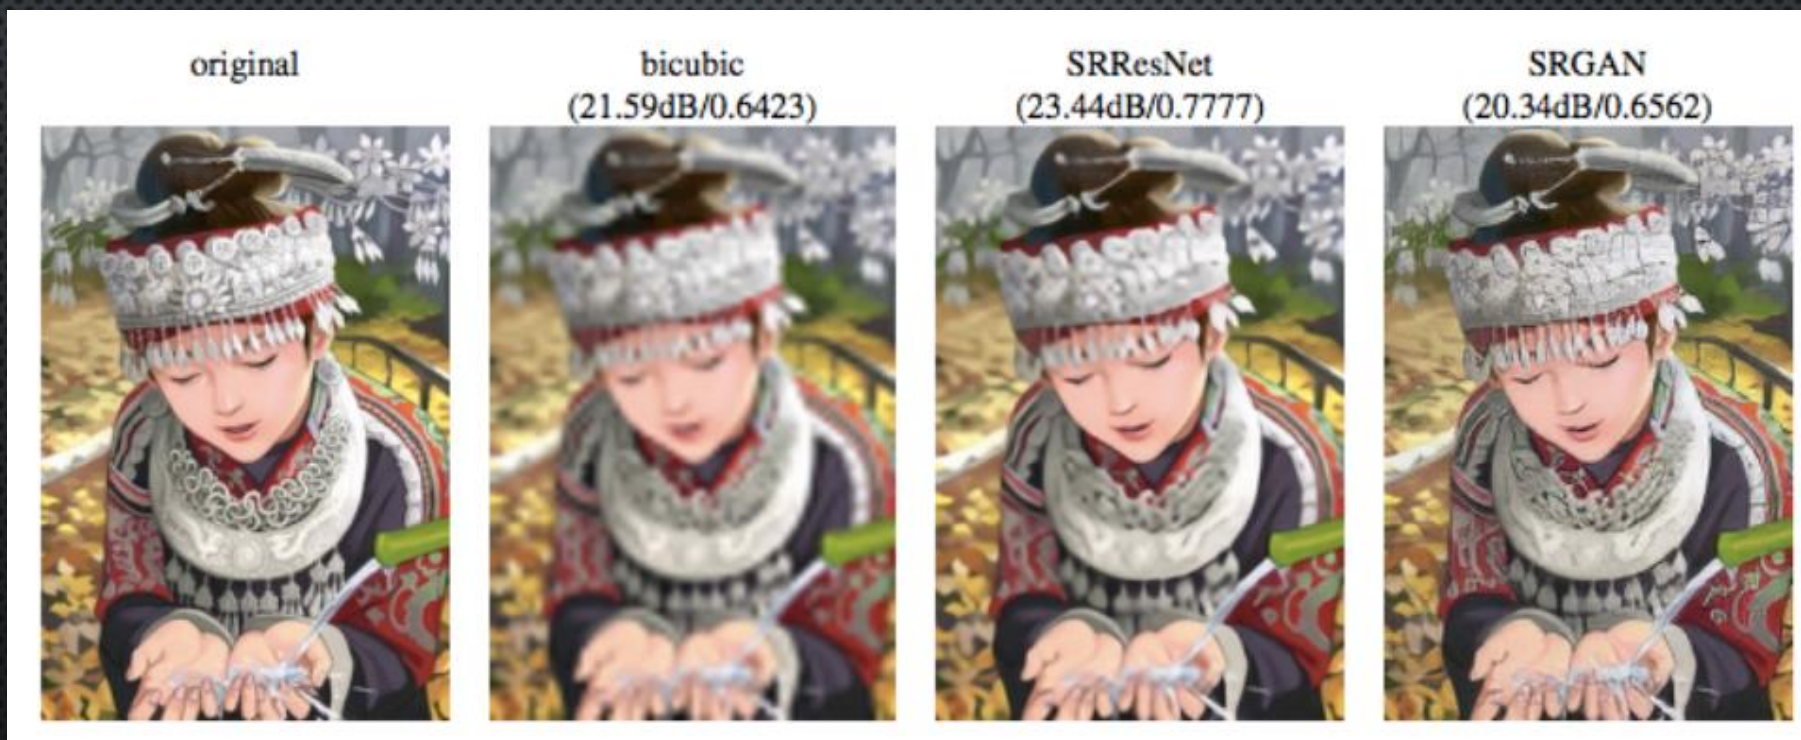 original
bicubic
(21.59dB/0.6423)
SRResNet
(23.44dB/0.7777)
SRGAN
(20.34dB/0.6562)